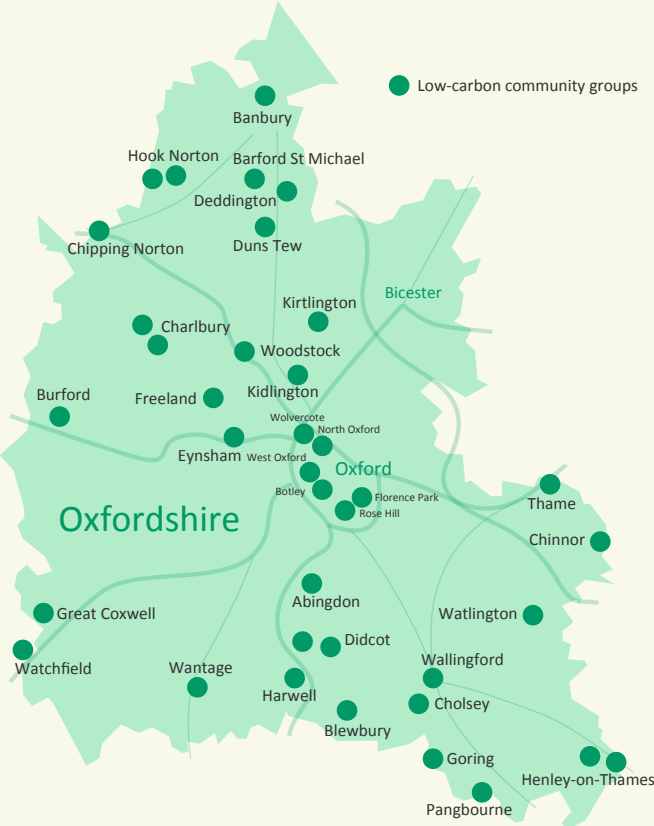 Low-carbon community groups
Banbury
Hook Norton
Barford St Michael
Deddington
Chipping Norton
Duns Tew
Bicester
Kirtlington
Charlbury
Woodstock
Burford
Freeland
Kidlington
Wolvercote
North Oxford
Eynsham
West Oxford
Oxford
Botley
Florence Park
Rose Hill
Oxfordshire
Thame
Chinnor
Abingdon
Great Coxwell
Watlington
Didcot
Watchfield
Wantage
Wallingford
Harwell
Cholsey
Blewbury
Goring
Henley-on-Thames
Pangbourne